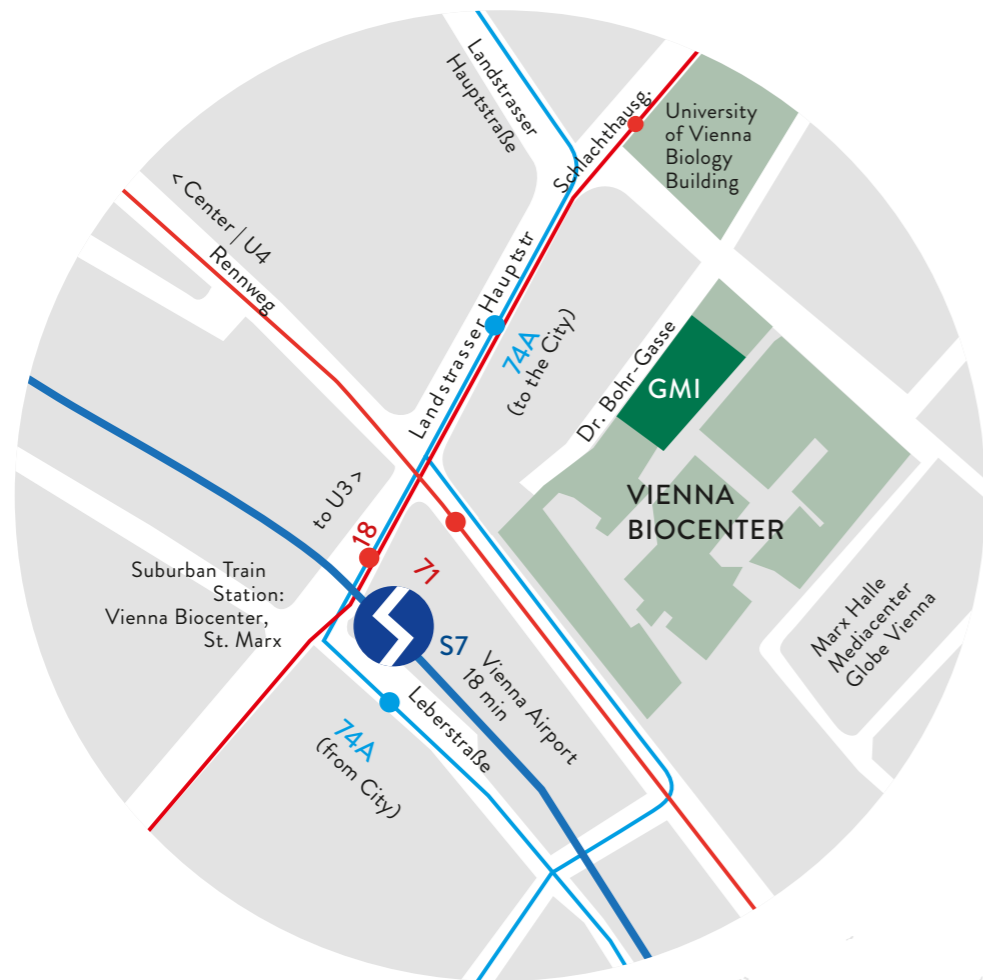 Landstrasser
Hauptstraße
Schlachthausg.
University
of Vienna
Biology
Building
< Center | U4
Rennweg
Landstrasser Hauptstr
74A
(to the City)
Dr. Bohr-Gasse
GMI
VIENNA
BIOCENTER
to U3 >
18
71
Suburban Train
Station:
Vienna Biocenter,
St. Marx
S7
Vienna Airport
18 min
Leberstraße
74A
(from City)
Marx Halle
Mediacenter
Globe Vienna